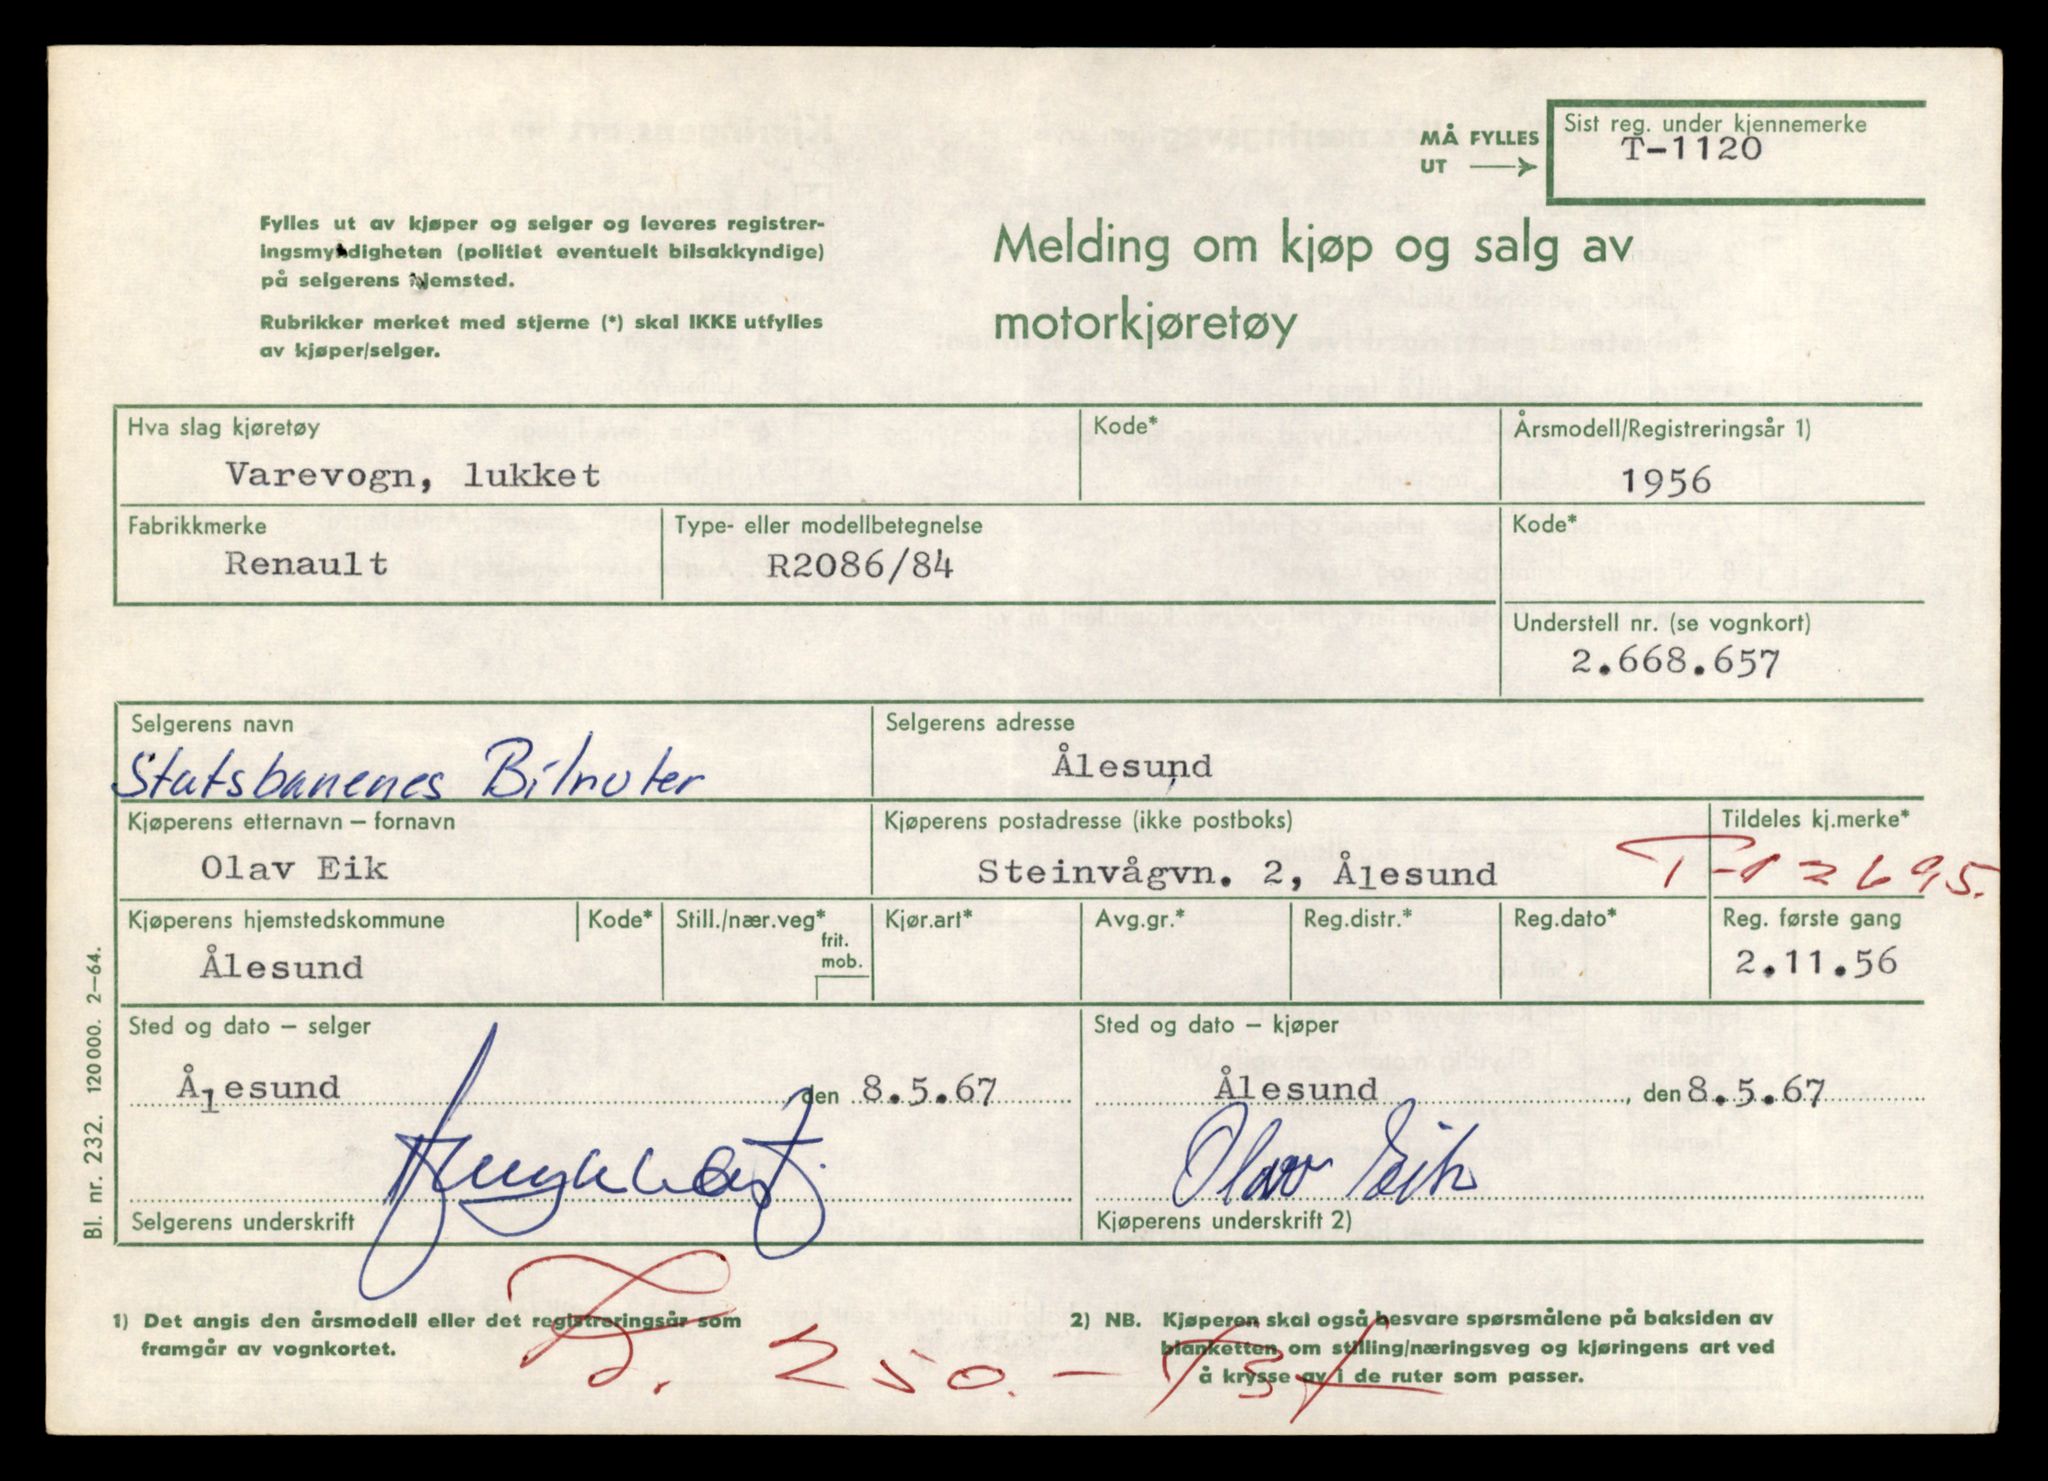 MÅ FYLLES
UT
Sist reg. under kjennemerke
T-1120
Fylles ut av kjøper og selger og leveres registrer-
ingsmyndigheten (politiet eventuelt bilsakkyndige)
på selgerens hjemsted.
Rubrikker merket med stjerne (*) skal IKKE utfylles
av kjøper/selger.
Melding om kjøp og salg av
motorkjøretøy
Hva slag kjøretøy
Varevogn, lukket
Kode*
Årsmodell/Registreringsår 1)
1956
Fabrikkmerke
Renault
Type- eller modellbetegnelse
R2086/84
Kode*
Understell nr. (se vognkort)
2.668.657
Selgerens navn
Statsbanenes Bilruter
Selgerens adresse
Ålesund
Kjøperens etternavn – fornavn
Olav Eik
Kjøperens postadresse (ikke postboks)
Steinvågvn. 2, Ålesund
Tildeles kj.merke*
T-12695.
Kjøperens hjemstedskommune
Ålesund
Kode*
Still./nær.veg*
frit.
mob.
Kjør.art*
Avg.gr.*
Reg.distr.*
Reg.dato*
Reg. første gang
2.11.56
Sted og dato – selger
Ålesund den 8.5.67
Selgerens underskrift
Sted og dato – kjøper
Ålesund, den 8.5.67
Olav Eik
Kjøperens underskrift 2)
Bl. nr. 232. 120000. 2–64.
1) Det angis den årsmodell eller det registreringsår som
framgår av vognkortet.
2) NB. Kjøperen skal også besvare spørsmålene på baksiden av
blanketten om stilling/næringsveg og kjøringens art ved
å krysse av i de ruter som passer.
250.-